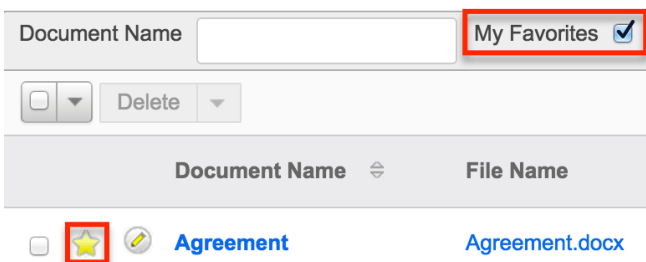 Document Name My Favorites
Delete
Document Name File Name
Agreement Agreement.docx